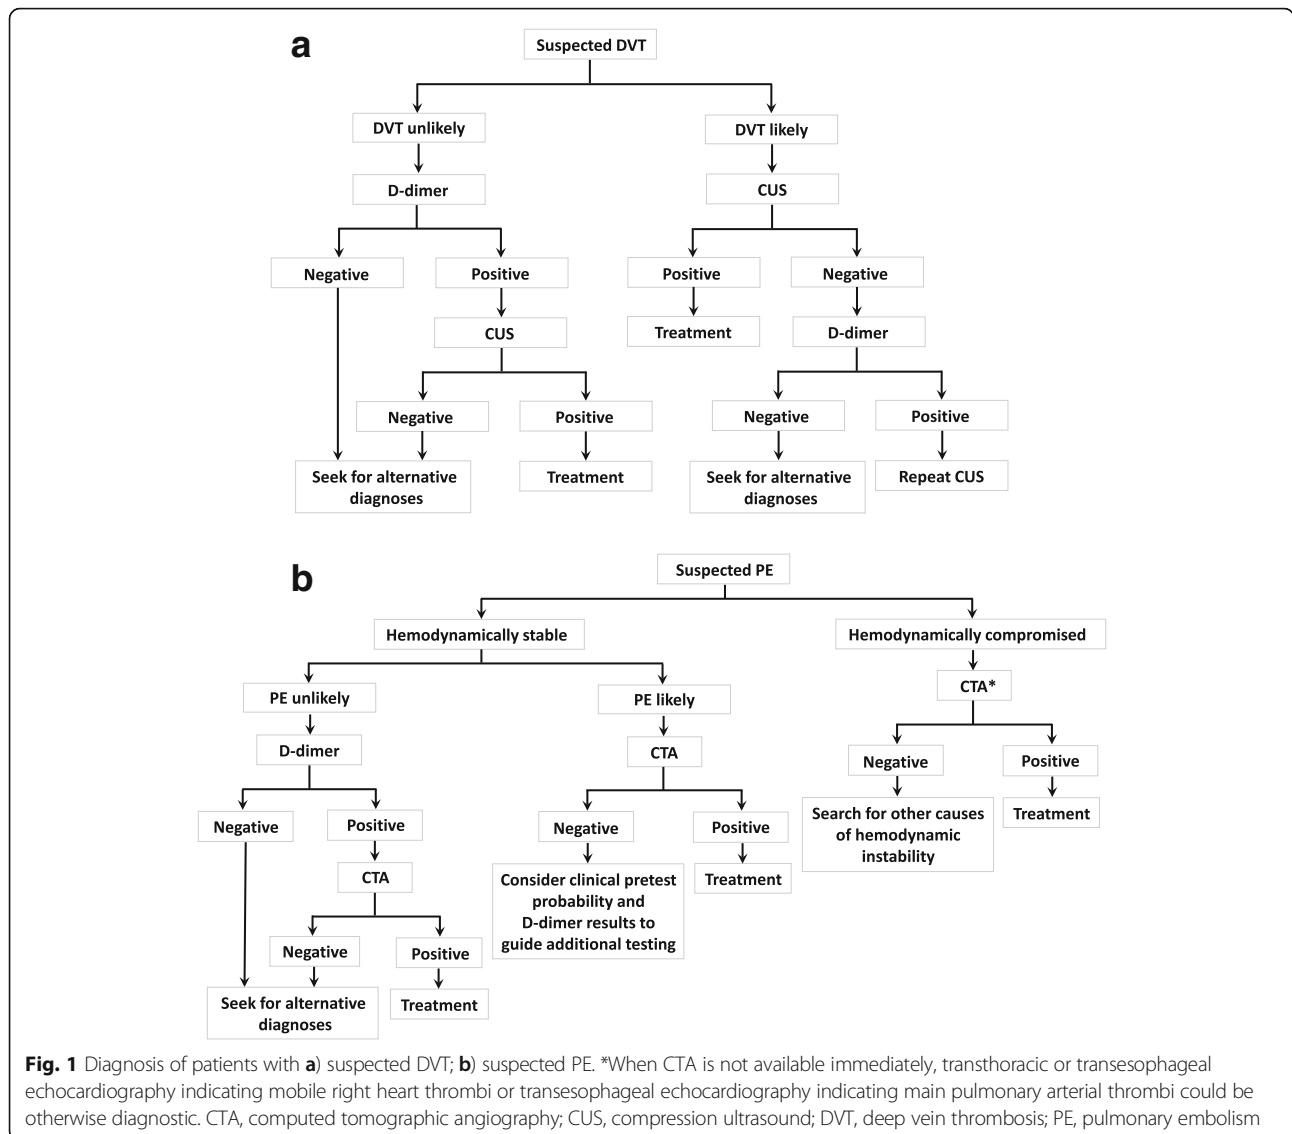 a
Suspected DVT
DVT unlikely
DVT likely
D-dimer
CUS
Negative
Positive
Positive
Negative
CUS
Treatment
D-dimer
Negative
Positive
Negative
Positive
Seek for alternative
diagnoses
Treatment
Seek for alternative
diagnoses
Repeat CUS
b
Suspected PE
Hemodynamically stable
Hemodynamically compromised
PE unlikely
PE likely
CTA*
D-dimer
CTA
Negative
Positive
Negative
Positive
Negative
Positive
Search for other causes
of hemodynamic
instability
Treatment
CTA
Consider clinical pretest
probability and
D-dimer results to
guide additional testing
Treatment
Negative
Positive
Seek for alternative
diagnoses
Treatment
Fig. 1 Diagnosis of patients with a) suspected DVT; b) suspected PE. *When CTA is not available immediately, transthoracic or transesophageal
echocardiography indicating mobile right heart thrombi or transesophageal echocardiography indicating main pulmonary arterial thrombi could be
otherwise diagnostic. CTA, computed tomographic angiography; CUS, compression ultrasound; DVT, deep vein thrombosis; PE, pulmonary embolism